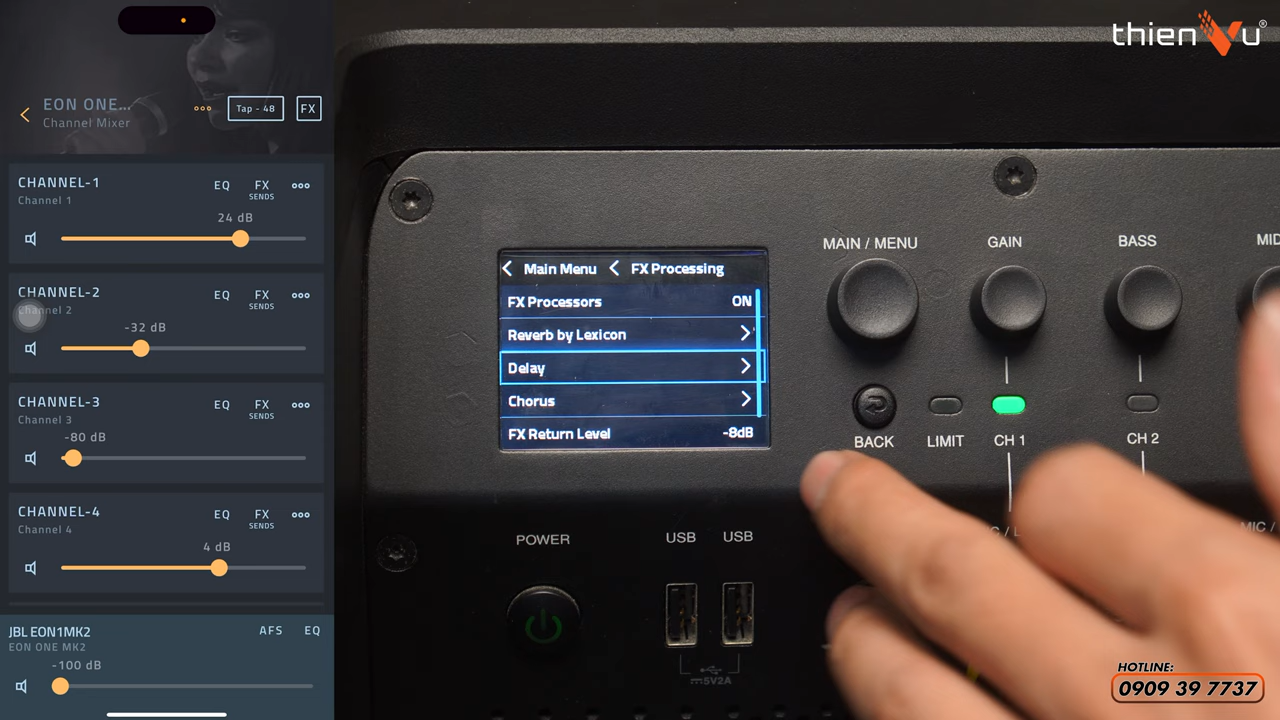 EON ONE...
Channel Mixer
Tap - 48
FX
CHANNEL-1
Channel 1
EQ
FX
SENDS
24 dB
CHANNEL-2
Channel 2
EQ
FX
SENDS
-32 dB
CHANNEL-3
Channel 3
EQ
FX
SENDS
-80 dB
CHANNEL-4
Channel 4
EQ
FX
SENDS
4 dB
JBL EON1MK2
EON ONE MK2
AFS
EQ
-100 dB
thienVu®
Main Menu
FX Processing
FX Processors ON
Reverb by Lexicon
Delay
Chorus
FX Return Level -8dB
MAIN / MENU
GAIN
BASS
MID
BACK
LIMIT
CH 1
CH 2
MIC /
POWER
USB
USB
5V2A
HOTLINE:
0909 39 7737